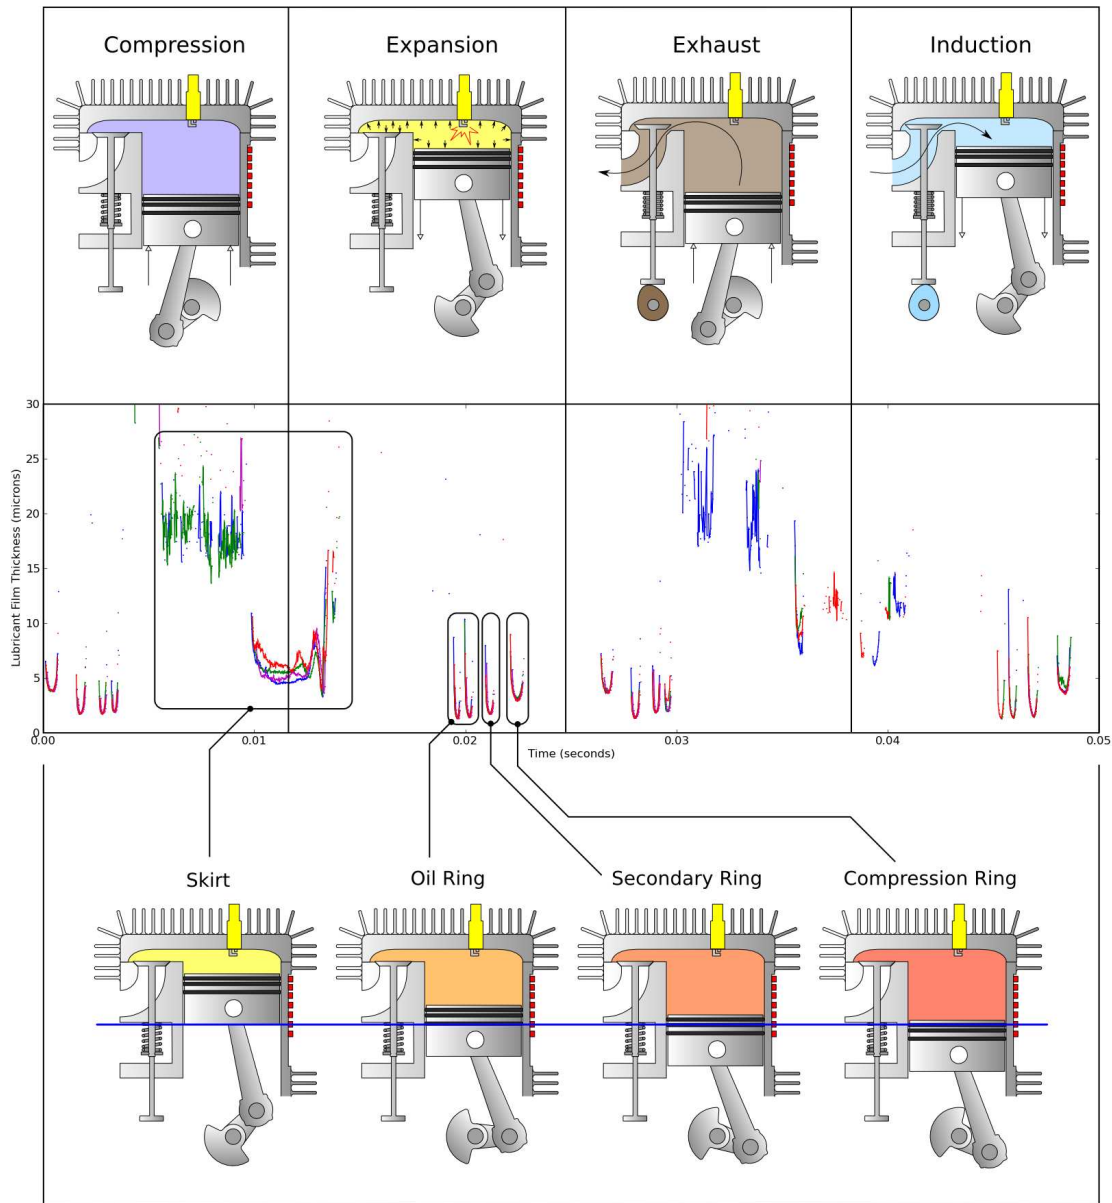 Compression
Expansion
Exhaust
Induction
30
25
20
15
10
5
0
Lubricant Film Thickness (microns)
0.00
0.01
0.02
0.03
0.04
0.05
Time (seconds)
Skirt
Oil Ring
Secondary Ring
Compression Ring